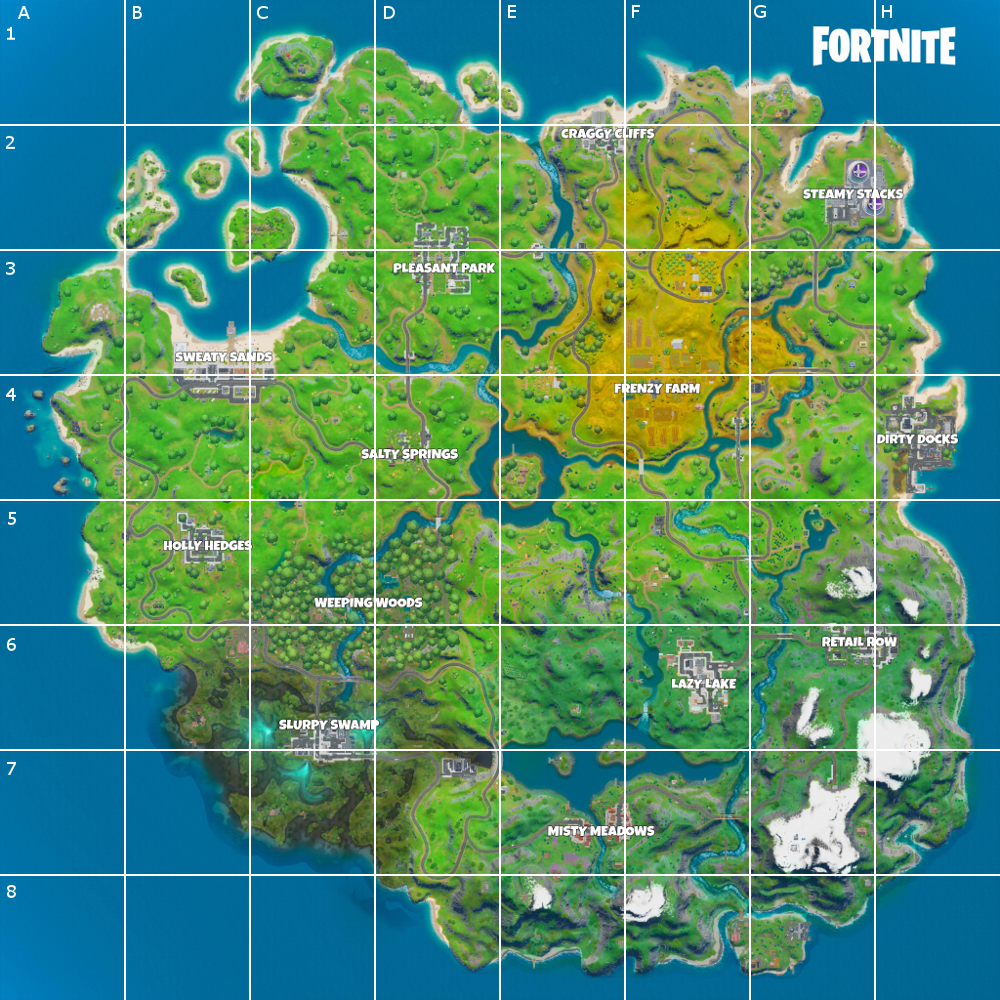 A B C D E F G H
1
FORTNITE
2
CRAGGY CLIFFS
STEAMY STACKS
3
PLEASANT PARK
SWEATY SANDS
4
FRENZY FARM
DIRTY DOCKS
SALTY SPRINGS
5
HOLLY HEDGES
WEEPING WOODS
6
RETAIL ROW
LAZY LAKE
SLURPY SWAMP
7
MISTY MEADOWS
8